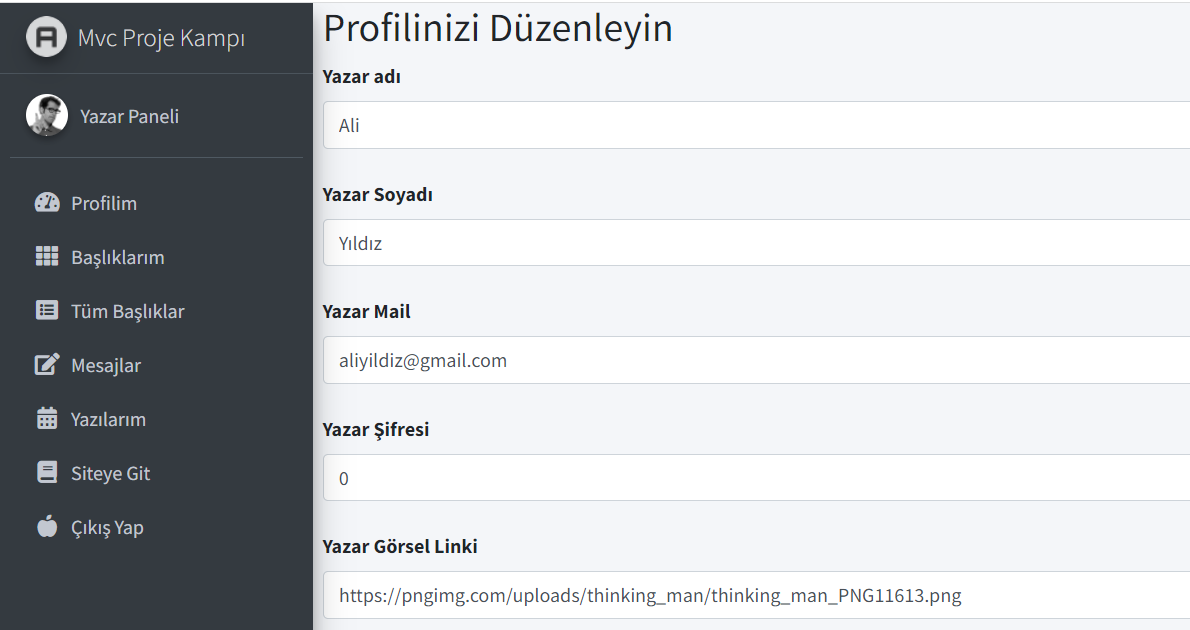 Mvc Proje Kampı
Yazar Paneli
Profilim
Başlıklarım
Tüm Başlıklar
Mesajlar
Yazılarım
Siteye Git
Çıkış Yap
Profilinizi Düzenleyin
Yazar adı
Ali
Yazar Soyadı
Yıldız
Yazar Mail
aliyildiz@gmail.com
Yazar Şifresi
0
Yazar Görsel Linki
https://pngimg.com/uploads/thinking_man/thinking_man_PNG11613.png